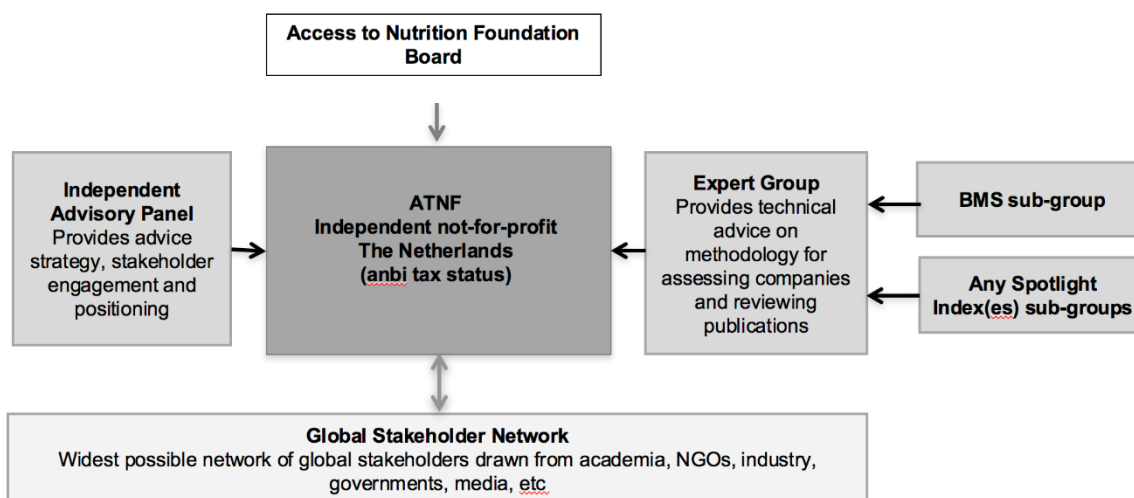 Access to Nutrition Foundation
Board
Independent
Advisory Panel
Provides advice
strategy, stakeholder
engagement and
positioning
ATNF
Independent not-for-profit
The Netherlands
(anbi tax status)
Expert Group
Provides technical
advice on
methodology for
assessing companies
and reviewing
publications
BMS sub-group
Any Spotlight
Index(es) sub-groups
Global Stakeholder Network
Widest possible network of global stakeholders drawn from academia, NGOs, industry,
governments, media, etc